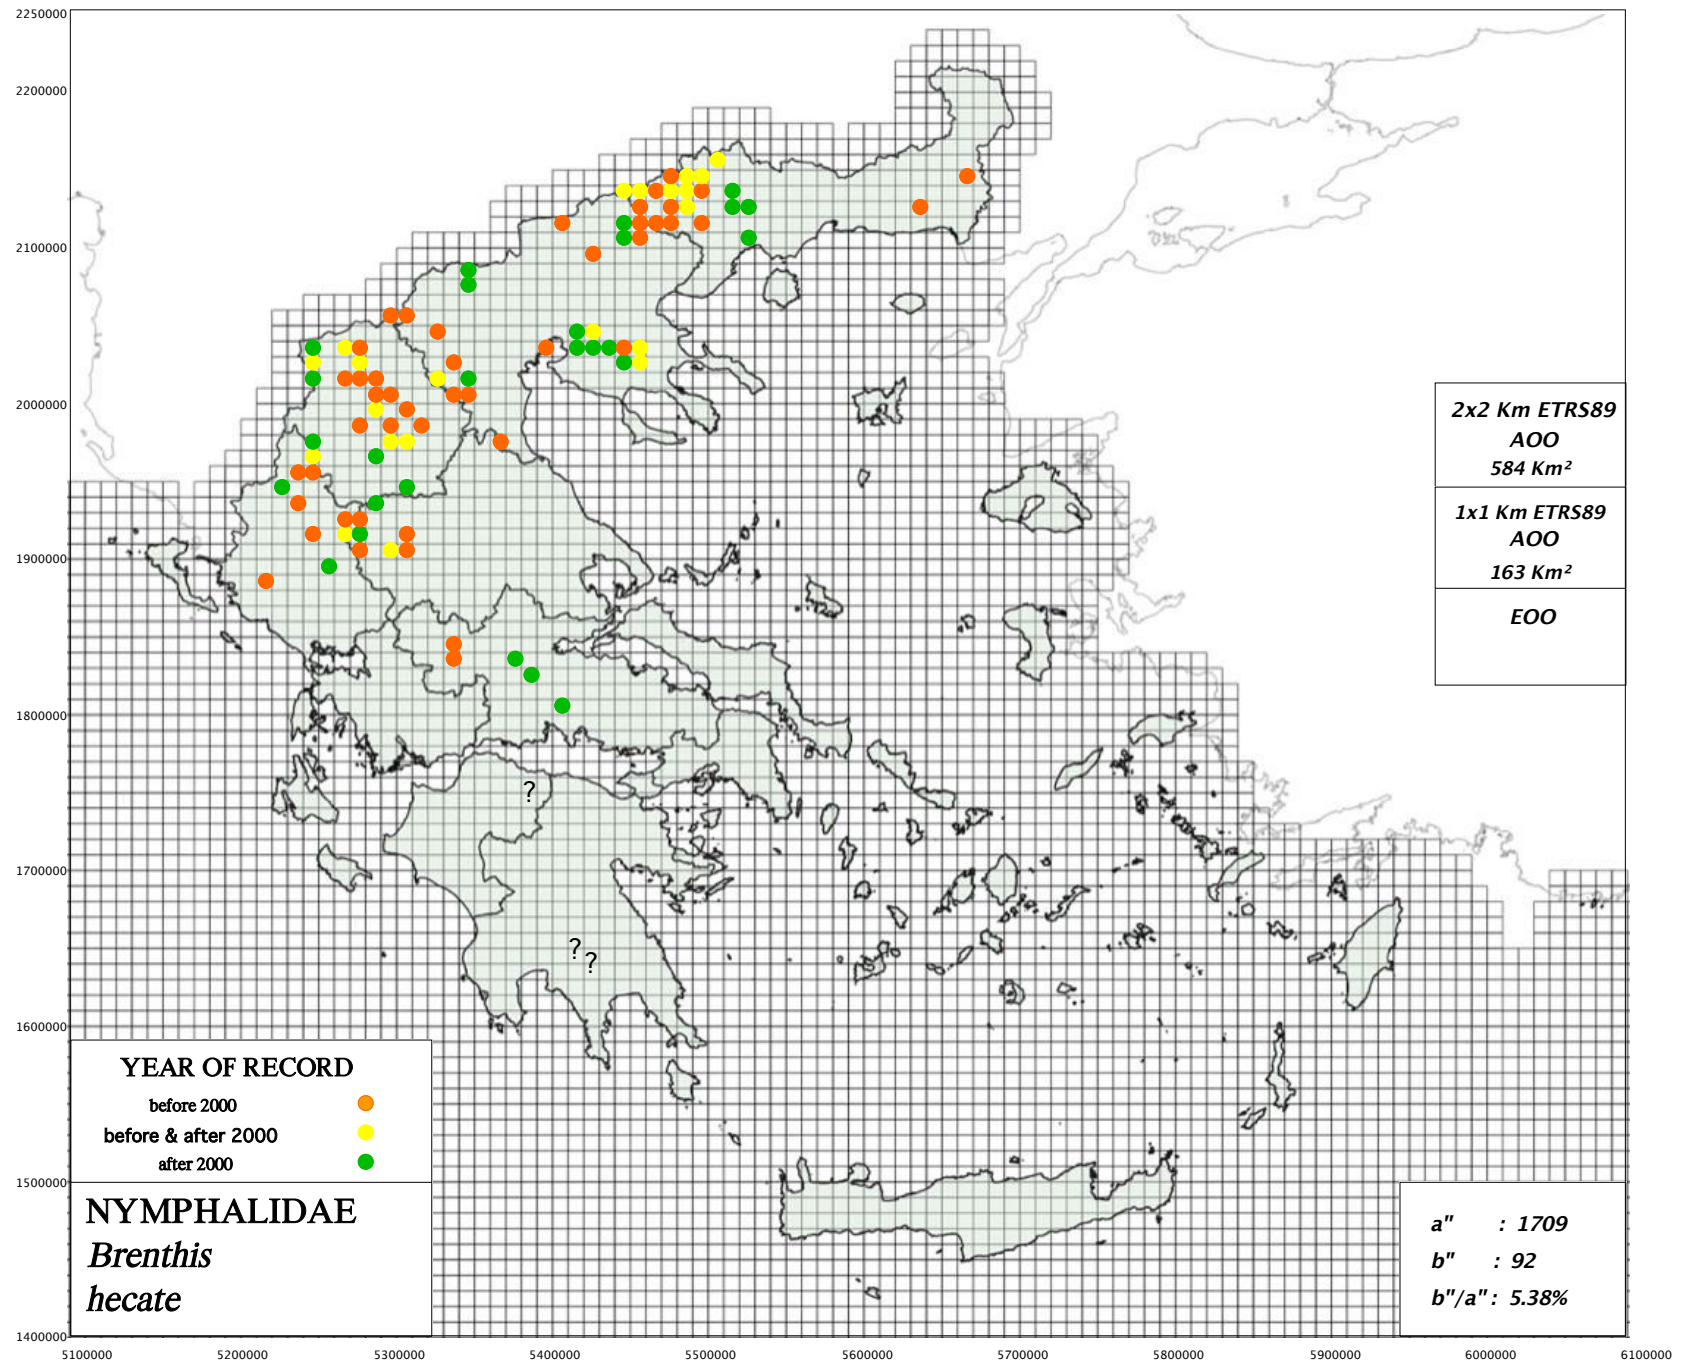 2250000
2200000
2100000
2000000
1900000
1800000
1700000
1600000
1500000
1400000
2x2 Km ETRS89
AOO
584 Km²
1x1 Km ETRS89
AOO
163 Km²
EOO
?
?
?
YEAR OF RECORD
before 2000
before & after 2000
after 2000
NYMPHALIDAE
Brenthis
hecate
a" : 1709
b" : 92
b"/a" : 5.38%
5100000 5200000 5300000 5400000 5500000 5600000 5700000 5800000 5900000 6000000 6100000